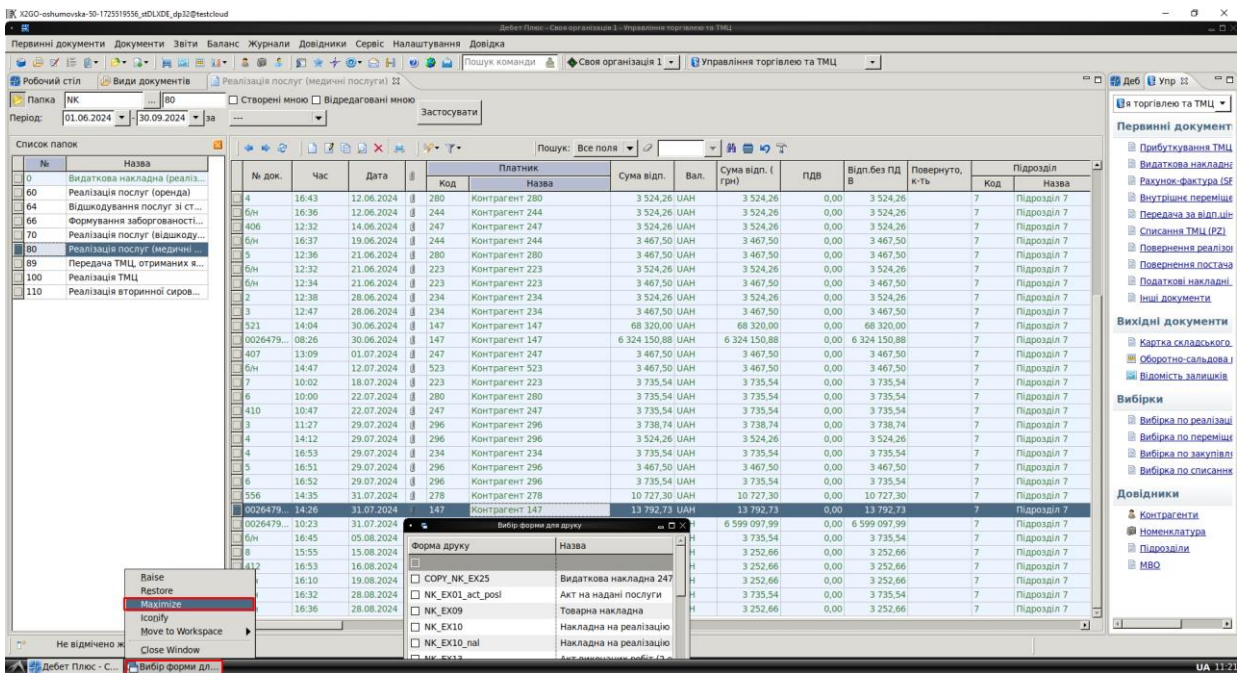 X2GO-oshumovska-50-1725519556_stDLXDE_dp32@testcloud
Дебет Плюс - Своя організація 1 - Управління торгівлею та ТМЦ
Первинні документи Документи Звіти Баланс Журнали Довідники Сервіс Налаштування Довідка
Пошук команди Своя організація 1 Управління торгівлею та ТМЦ
Робочий стіл Види документів Реалізація послуг (медичні послуги) Деб Упр
Папка NK ... 80 Створені мною Відредаговані мною
Застосувати
Період: 01.06.2024 - 30.09.2024 за ---
я торгівлею та ТМЦ
Список папок
№ Назва
0 Видаткова накладна (реаліз...
60 Реалізація послуг (оренда)
64 Відшкодування послуг зі ст...
66 Формування заборгованості...
70 Реалізація послуг (відшкоду...
80 Реалізація послуг (медичні ...
89 Передача ТМЦ, отриманих я...
100 Реалізація ТМЦ
110 Реалізація вторинної сиров...
Пошук: Все поля
№ док. Час Дата Платник Сума відп. Вал. Сума відп. ( грн) ПДВ Відп.без ПД В Повернуто, к-ть Підрозділ
Код Назва Код Назва
4 16:43 12.06.2024 280 Контрагент 280 3 524,26 UAH 3 524,26 0,00 3 524,26 7 Підрозділ 7
б/н 16:36 12.06.2024 244 Контрагент 244 3 524,26 UAH 3 524,26 0,00 3 524,26 7 Підрозділ 7
406 12:32 14.06.2024 247 Контрагент 247 3 524,26 UAH 3 524,26 0,00 3 524,26 7 Підрозділ 7
б/н 16:37 19.06.2024 244 Контрагент 244 3 467,50 UAH 3 467,50 0,00 3 467,50 7 Підрозділ 7
5 12:36 21.06.2024 280 Контрагент 280 3 467,50 UAH 3 467,50 0,00 3 467,50 7 Підрозділ 7
б/н 12:32 21.06.2024 223 Контрагент 223 3 524,26 UAH 3 524,26 0,00 3 524,26 7 Підрозділ 7
б/н 12:34 21.06.2024 223 Контрагент 223 3 467,50 UAH 3 467,50 0,00 3 467,50 7 Підрозділ 7
2 12:38 28.06.2024 234 Контрагент 234 3 524,26 UAH 3 524,26 0,00 3 524,26 7 Підрозділ 7
3 12:47 28.06.2024 234 Контрагент 234 3 467,50 UAH 3 467,50 0,00 3 467,50 7 Підрозділ 7
521 14:04 30.06.2024 147 Контрагент 147 68 320,00 UAH 68 320,00 0,00 68 320,00 7 Підрозділ 7
0026479... 08:26 30.06.2024 147 Контрагент 147 6 324 150,88 UAH 6 324 150,88 0,00 6 324 150,88 7 Підрозділ 7
407 13:09 01.07.2024 247 Контрагент 247 3 467,50 UAH 3 467,50 0,00 3 467,50 7 Підрозділ 7
б/н 14:47 12.07.2024 523 Контрагент 523 3 467,50 UAH 3 467,50 0,00 3 467,50 7 Підрозділ 7
7 10:02 18.07.2024 223 Контрагент 223 3 735,54 UAH 3 735,54 0,00 3 735,54 7 Підрозділ 7
6 10:00 22.07.2024 280 Контрагент 280 3 735,54 UAH 3 735,54 0,00 3 735,54 7 Підрозділ 7
410 10:47 22.07.2024 247 Контрагент 247 3 735,54 UAH 3 735,54 0,00 3 735,54 7 Підрозділ 7
3 11:27 29.07.2024 296 Контрагент 296 3 738,74 UAH 3 738,74 0,00 3 738,74 7 Підрозділ 7
4 14:12 29.07.2024 296 Контрагент 296 3 524,26 UAH 3 524,26 0,00 3 524,26 7 Підрозділ 7
4 16:53 29.07.2024 234 Контрагент 234 3 735,54 UAH 3 735,54 0,00 3 735,54 7 Підрозділ 7
5 16:51 29.07.2024 296 Контрагент 296 3 467,50 UAH 3 467,50 0,00 3 467,50 7 Підрозділ 7
6 16:52 29.07.2024 296 Контрагент 296 3 735,54 UAH 3 735,54 0,00 3 735,54 7 Підрозділ 7
556 14:35 31.07.2024 278 Контрагент 278 10 727,30 UAH 10 727,30 0,00 10 727,30 7 Підрозділ 7
0026479... 14:26 31.07.2024 147 Контрагент 147 13 792,73 UAH 13 792,73 0,00 13 792,73 7 Підрозділ 7
0026479... 10:23 31.07.2024 6 599 097,99 0,00 6 599 097,99 7 Підрозділ 7
б/н 16:45 05.08.2024 3 735,54 0,00 3 735,54 7 Підрозділ 7
8 15:55 15.08.2024 3 252,66 0,00 3 252,66 7 Підрозділ 7
412 16:53 16.08.2024 3 252,66 0,00 3 252,66 7 Підрозділ 7
16:10 19.08.2024 3 252,66 0,00 3 252,66 7 Підрозділ 7
16:32 28.08.2024 3 735,54 0,00 3 735,54 7 Підрозділ 7
16:36 28.08.2024 3 252,66 0,00 3 252,66 7 Підрозділ 7
Вибір форми для друку
Форма друку Назва
COPY_NK_EX25 Видаткова накладна 247
NK_EX01_act_posl Акт на надані послуги
NK_EX09 Товарна накладна
NK_EX10 Накладна на реалізацію
NK_EX10_nal Накладна на реалізацію
NK_EX13 Акт виконаних робіт (2 о
Raise
Restore
Maximize
Iconify
Move to Workspace
Close Window
Первинні документ
Прибуткування ТМЦ
Видаткова накладна
Рахунок-фактура (SF
Внутрішнє переміще
Передача за відп.цін
Списання ТМЦ (PZ)
Повернення реалізо
Повернення постача
Податкові накладні
Інші документи
Вихідні документи
Картка складського
Оборотно-сальдова
Відомість залишків
Вибірки
Вибірка по реалізаці
Вибірка по переміще
Вибірка по закупівл
Вибірка по списанн
Довідники
Контрагенти
Номенклатура
Підрозділи
МВО
Не відмічено ж
Дебет Плюс - С... Вибір форми дл... UA 11:21